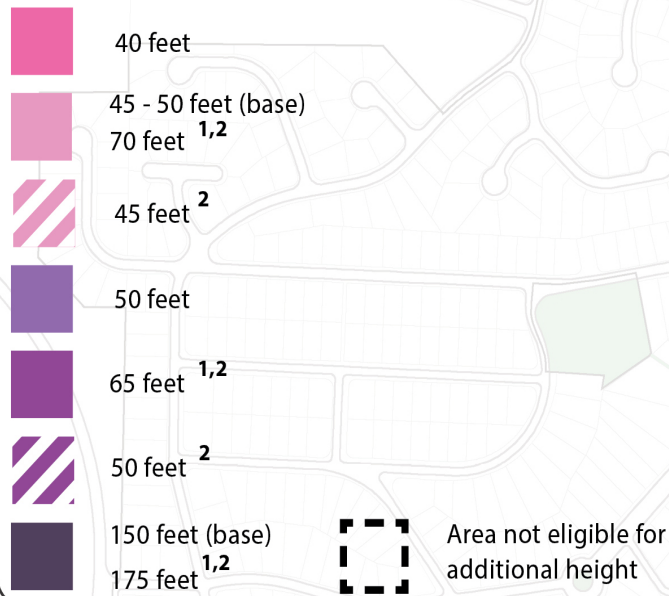 40 feet
45 - 50 feet (base)
70 feet 1,2
45 feet 2
50 feet
65 feet 1,2
50 feet 2
150 feet (base)
175 feet 1,2
Area not eligible for
additional height